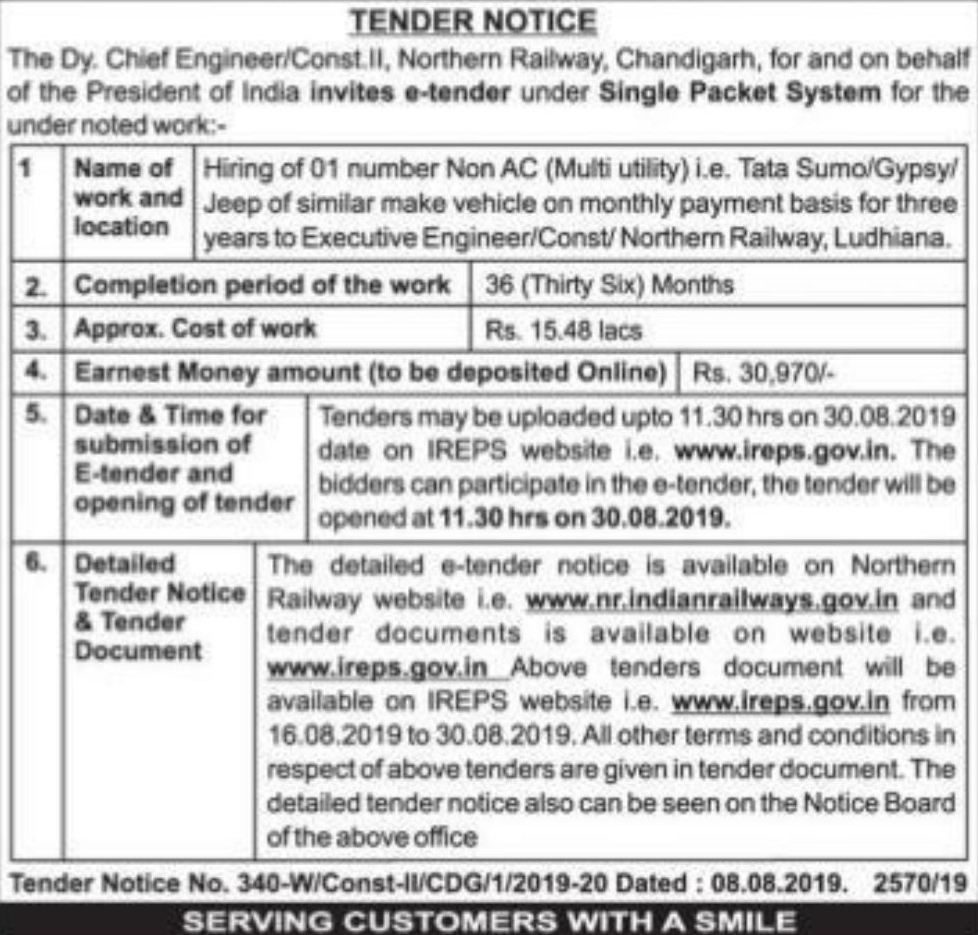 TENDER NOTICE
The Dy. Chief Engineer/Const.II, Northern Railway, Chandigarh, for and on behalf
of the President of India invites e-tender under Single Packet System for the
under noted work:-
1 Name of work and location
Hiring of 01 number Non AC (Multi utility) i.e. Tata Sumo/Gypsy/
Jeep of similar make vehicle on monthly payment basis for three
years to Executive Engineer/Const/ Northern Railway, Ludhiana.
2. Completion period of the work 36 (Thirty Six) Months
3. Approx. Cost of work Rs. 15.48 lacs
4. Earnest Money amount (to be deposited Online) Rs. 30,970/-
5. Date & Time for
submission of
E-tender and
opening of tender
Tenders may be uploaded upto 11.30 hrs on 30.08.2019
date on IREPS website i.e. www.ireps.gov.in. The
bidders can participate in the e-tender, the tender will be
opened at 11.30 hrs on 30.08.2019.
6. Detailed
Tender Notice
& Tender
Document
The detailed e-tender notice is available on Northern
Railway website i.e. www.nr.indianrailways.gov.in and
tender documents is available on website i.e.
www.ireps.gov.in Above tenders document will be
available on IREPS website i.e. www.ireps.gov.in from
16.08.2019 to 30.08.2019. All other terms and conditions in
respect of above tenders are given in tender document. The
detailed tender notice also can be seen on the Notice Board
of the above office
Tender Notice No. 340-W/Const-II/CDG/1/2019-20 Dated : 08.08.2019. 2570/19
SERVING CUSTOMERS WITH A SMILE